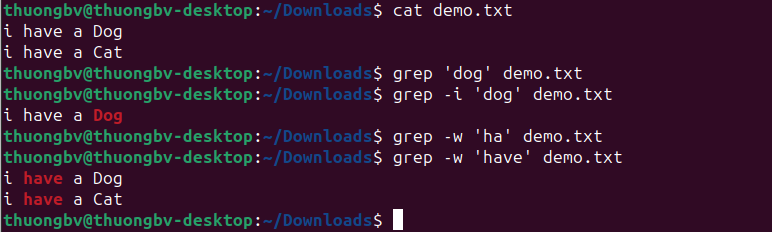 thuongbv@thuongbv-desktop:~/Downloads$ cat demo.txt
i have a Dog
i have a Cat
thuongbv@thuongbv-desktop:~/Downloads$ grep 'dog' demo.txt
thuongbv@thuongbv-desktop:~/Downloads$ grep -i 'dog' demo.txt
i have a Dog
thuongbv@thuongbv-desktop:~/Downloads$ grep -w 'ha' demo.txt
thuongbv@thuongbv-desktop:~/Downloads$ grep -w 'have' demo.txt
i have a Dog
i have a Cat
thuongbv@thuongbv-desktop:~/Downloads$